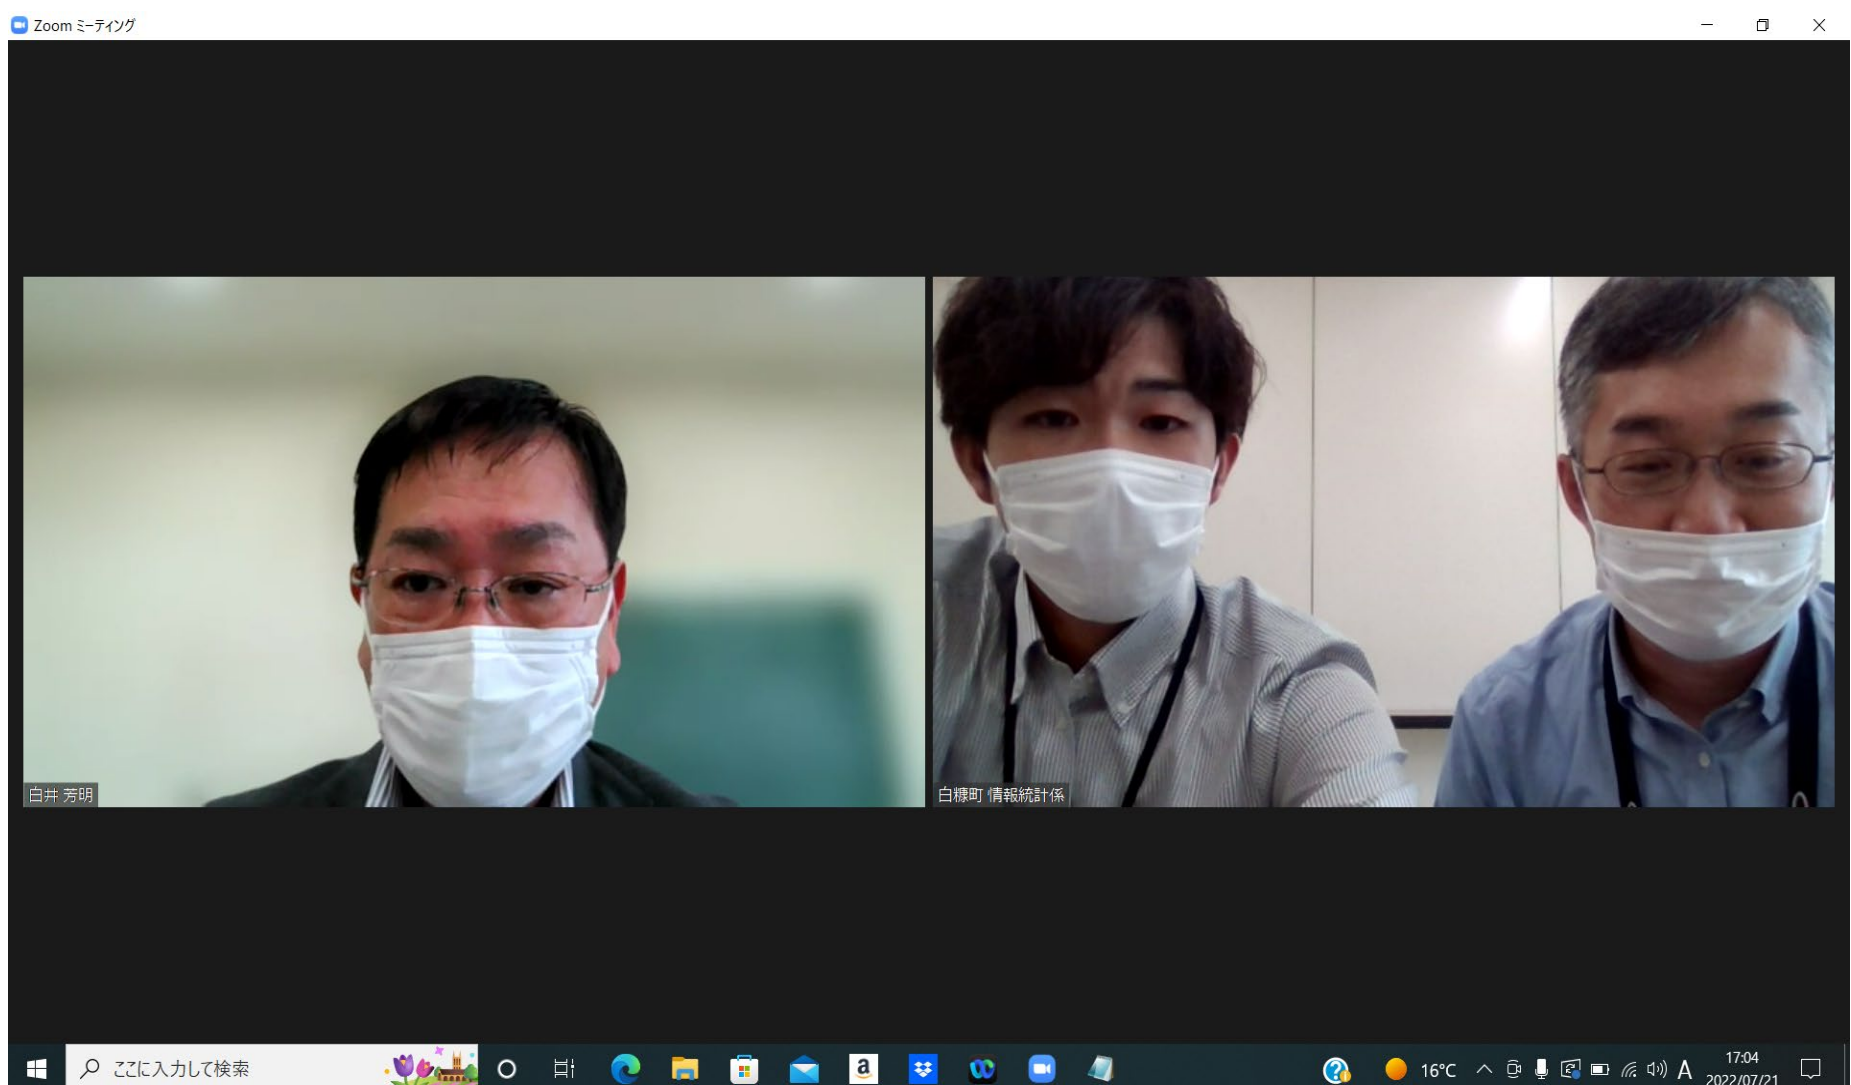 Zoom ミーティング
白井 芳明
白糠町 情報統計係
ここに入力して検索
a
16°C
A
17:04
2022/07/21